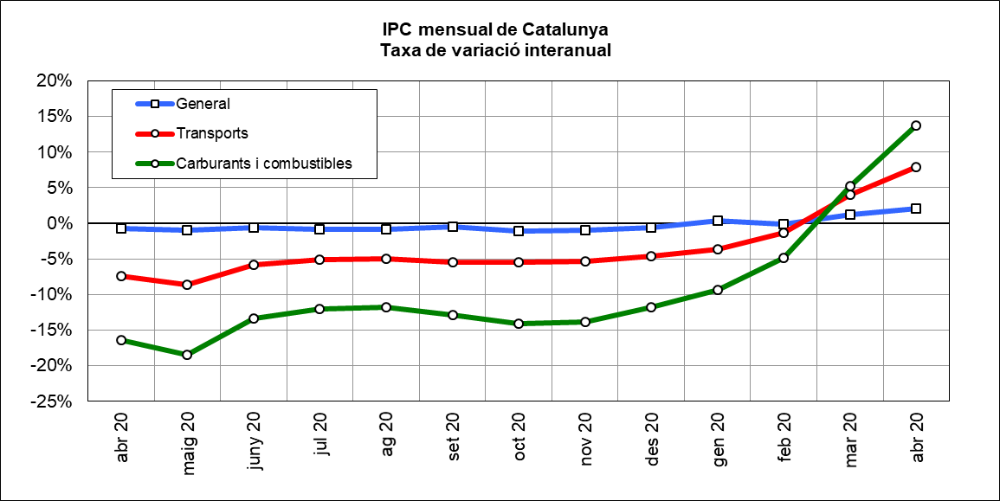 IPC mensual de Catalunya
Taxa de variació interanual
20%
15%
10%
5%
0%
-5%
-10%
-15%
-20%
-25%
General
Transports
Carburants i combustibles
abr 20
maig 20
juny 20
jul 20
ag 20
set 20
oct 20
nov 20
des 20
gen 20
feb 20
mar 20
abr 20